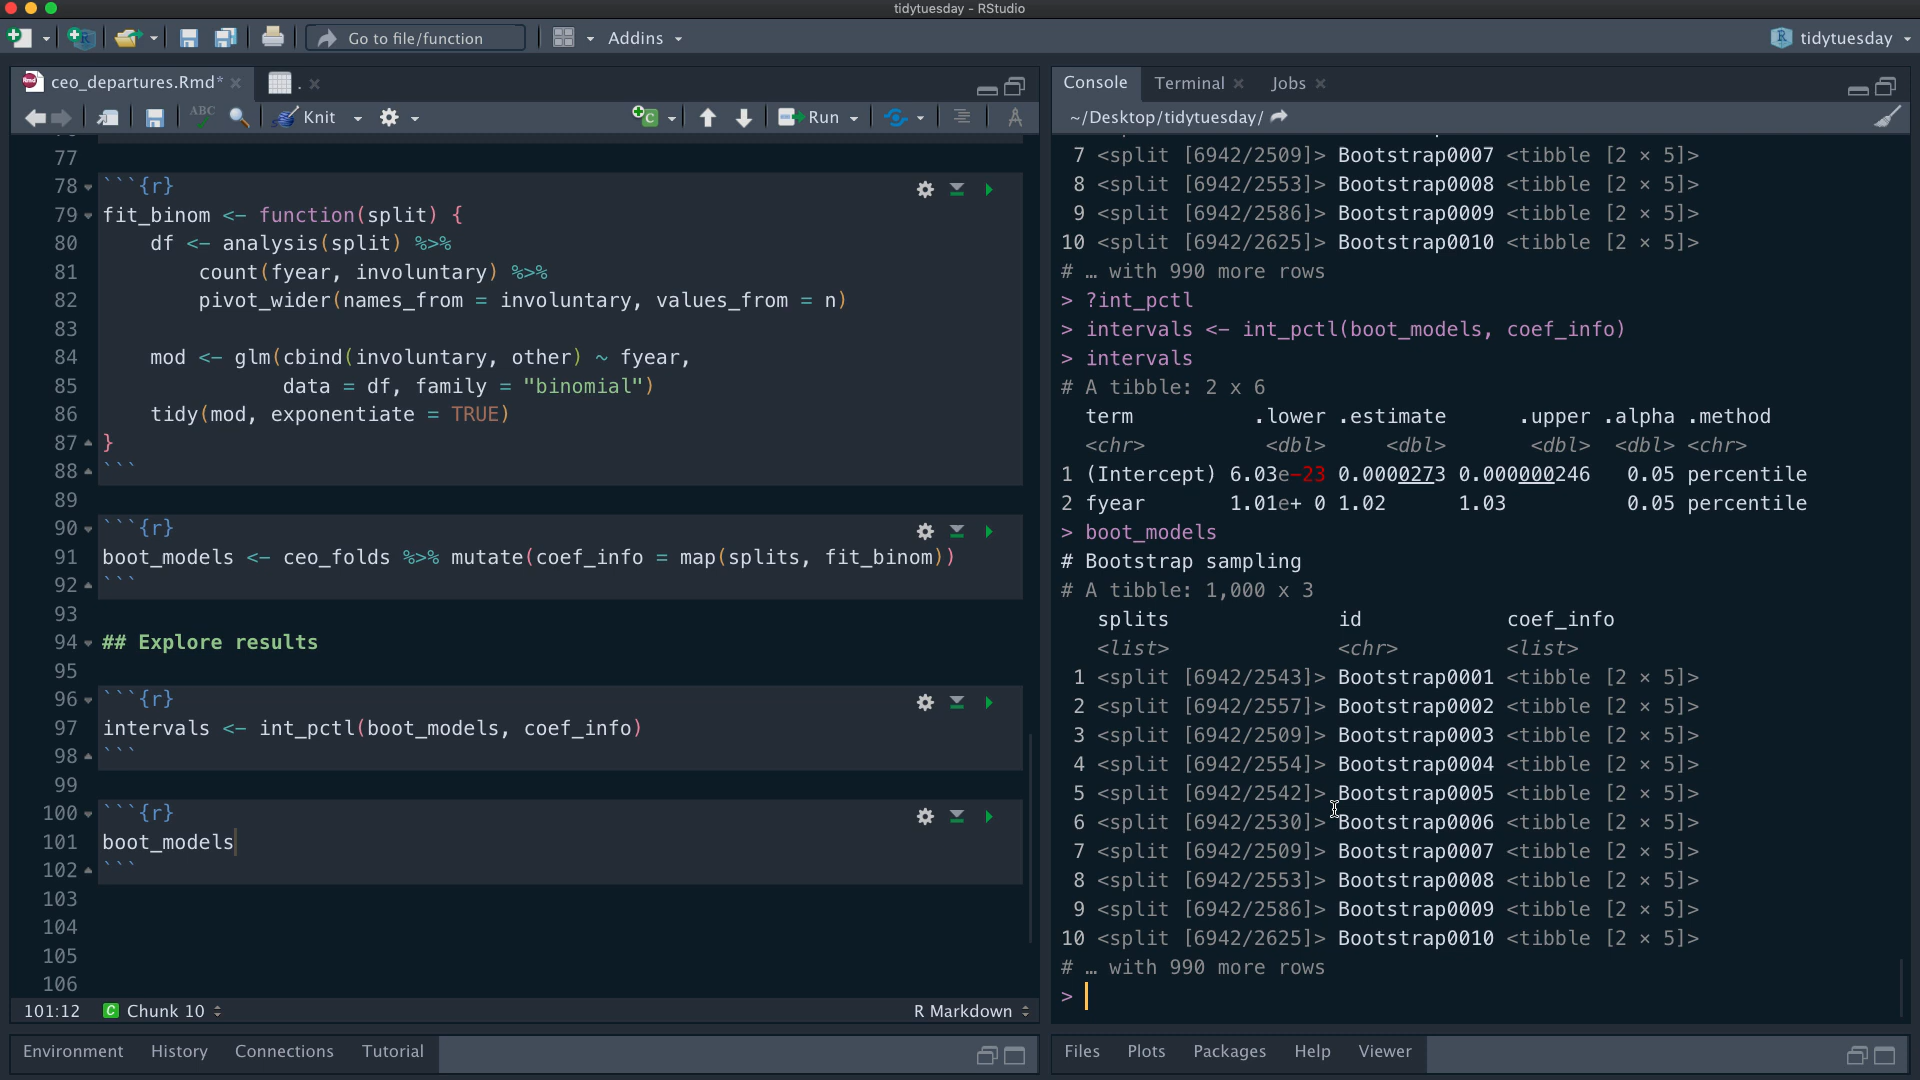 tidytuesday - RStudio
Go to file/function
Addins
tidytuesday
ceo_departures.Rmd*
.
ABC
Knit
Run
77
78 ```{r}
79 fit_binom <- function(split) {
80     df <- analysis(split) %>%
81         count(fyear, involuntary) %>%
82         pivot_wider(names_from = involuntary, values_from = n)
83
84     mod <- glm(cbind(involuntary, other) ~ fyear,
85                data = df, family = "binomial")
86     tidy(mod, exponentiate = TRUE)
87 }
88 ```
89
90 ```{r}
91 boot_models <- ceo_folds %>% mutate(coef_info = map(splits, fit_binom))
92 ```
93
94 ## Explore results
95
96 ```{r}
97 intervals <- int_pctl(boot_models, coef_info)
98 ```
99
100 ```{r}
101 boot_models
102 ```
103
104
105
106
101:12 C Chunk 10 R Markdown
Environment History Connections Tutorial
Console Terminal Jobs
~/Desktop/tidytuesday/
7 <split [6942/2509]> Bootstrap0007 <tibble [2 × 5]>
8 <split [6942/2553]> Bootstrap0008 <tibble [2 × 5]>
9 <split [6942/2586]> Bootstrap0009 <tibble [2 × 5]>
10 <split [6942/2625]> Bootstrap0010 <tibble [2 × 5]>
# … with 990 more rows
> ?int_pctl
> intervals <- int_pctl(boot_models, coef_info)
> intervals
# A tibble: 2 x 6
term .lower .estimate .upper .alpha .method
<chr> <dbl> <dbl> <dbl> <dbl> <chr>
1 (Intercept) 6.03e-23 0.0000273 0.000000246 0.05 percentile
2 fyear 1.01e+ 0 1.02 1.03 0.05 percentile
> boot_models
# Bootstrap sampling
# A tibble: 1,000 x 3
splits id coef_info
<list> <chr> <list>
1 <split [6942/2543]> Bootstrap0001 <tibble [2 × 5]>
2 <split [6942/2557]> Bootstrap0002 <tibble [2 × 5]>
3 <split [6942/2509]> Bootstrap0003 <tibble [2 × 5]>
4 <split [6942/2554]> Bootstrap0004 <tibble [2 × 5]>
5 <split [6942/2542]> Bootstrap0005 <tibble [2 × 5]>
6 <split [6942/2530]> Bootstrap0006 <tibble [2 × 5]>
7 <split [6942/2509]> Bootstrap0007 <tibble [2 × 5]>
8 <split [6942/2553]> Bootstrap0008 <tibble [2 × 5]>
9 <split [6942/2586]> Bootstrap0009 <tibble [2 × 5]>
10 <split [6942/2625]> Bootstrap0010 <tibble [2 × 5]>
# … with 990 more rows
>
Files Plots Packages Help Viewer